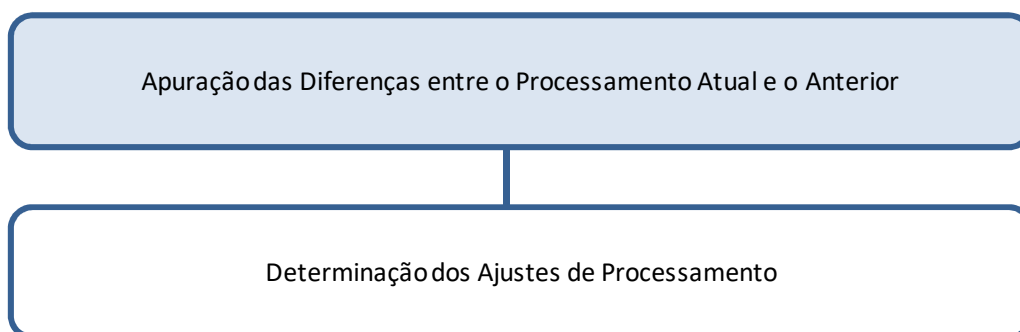 Apuração das Diferenças entre o Processamento Atual e o Anterior
Determinação dos Ajustes de Processamento